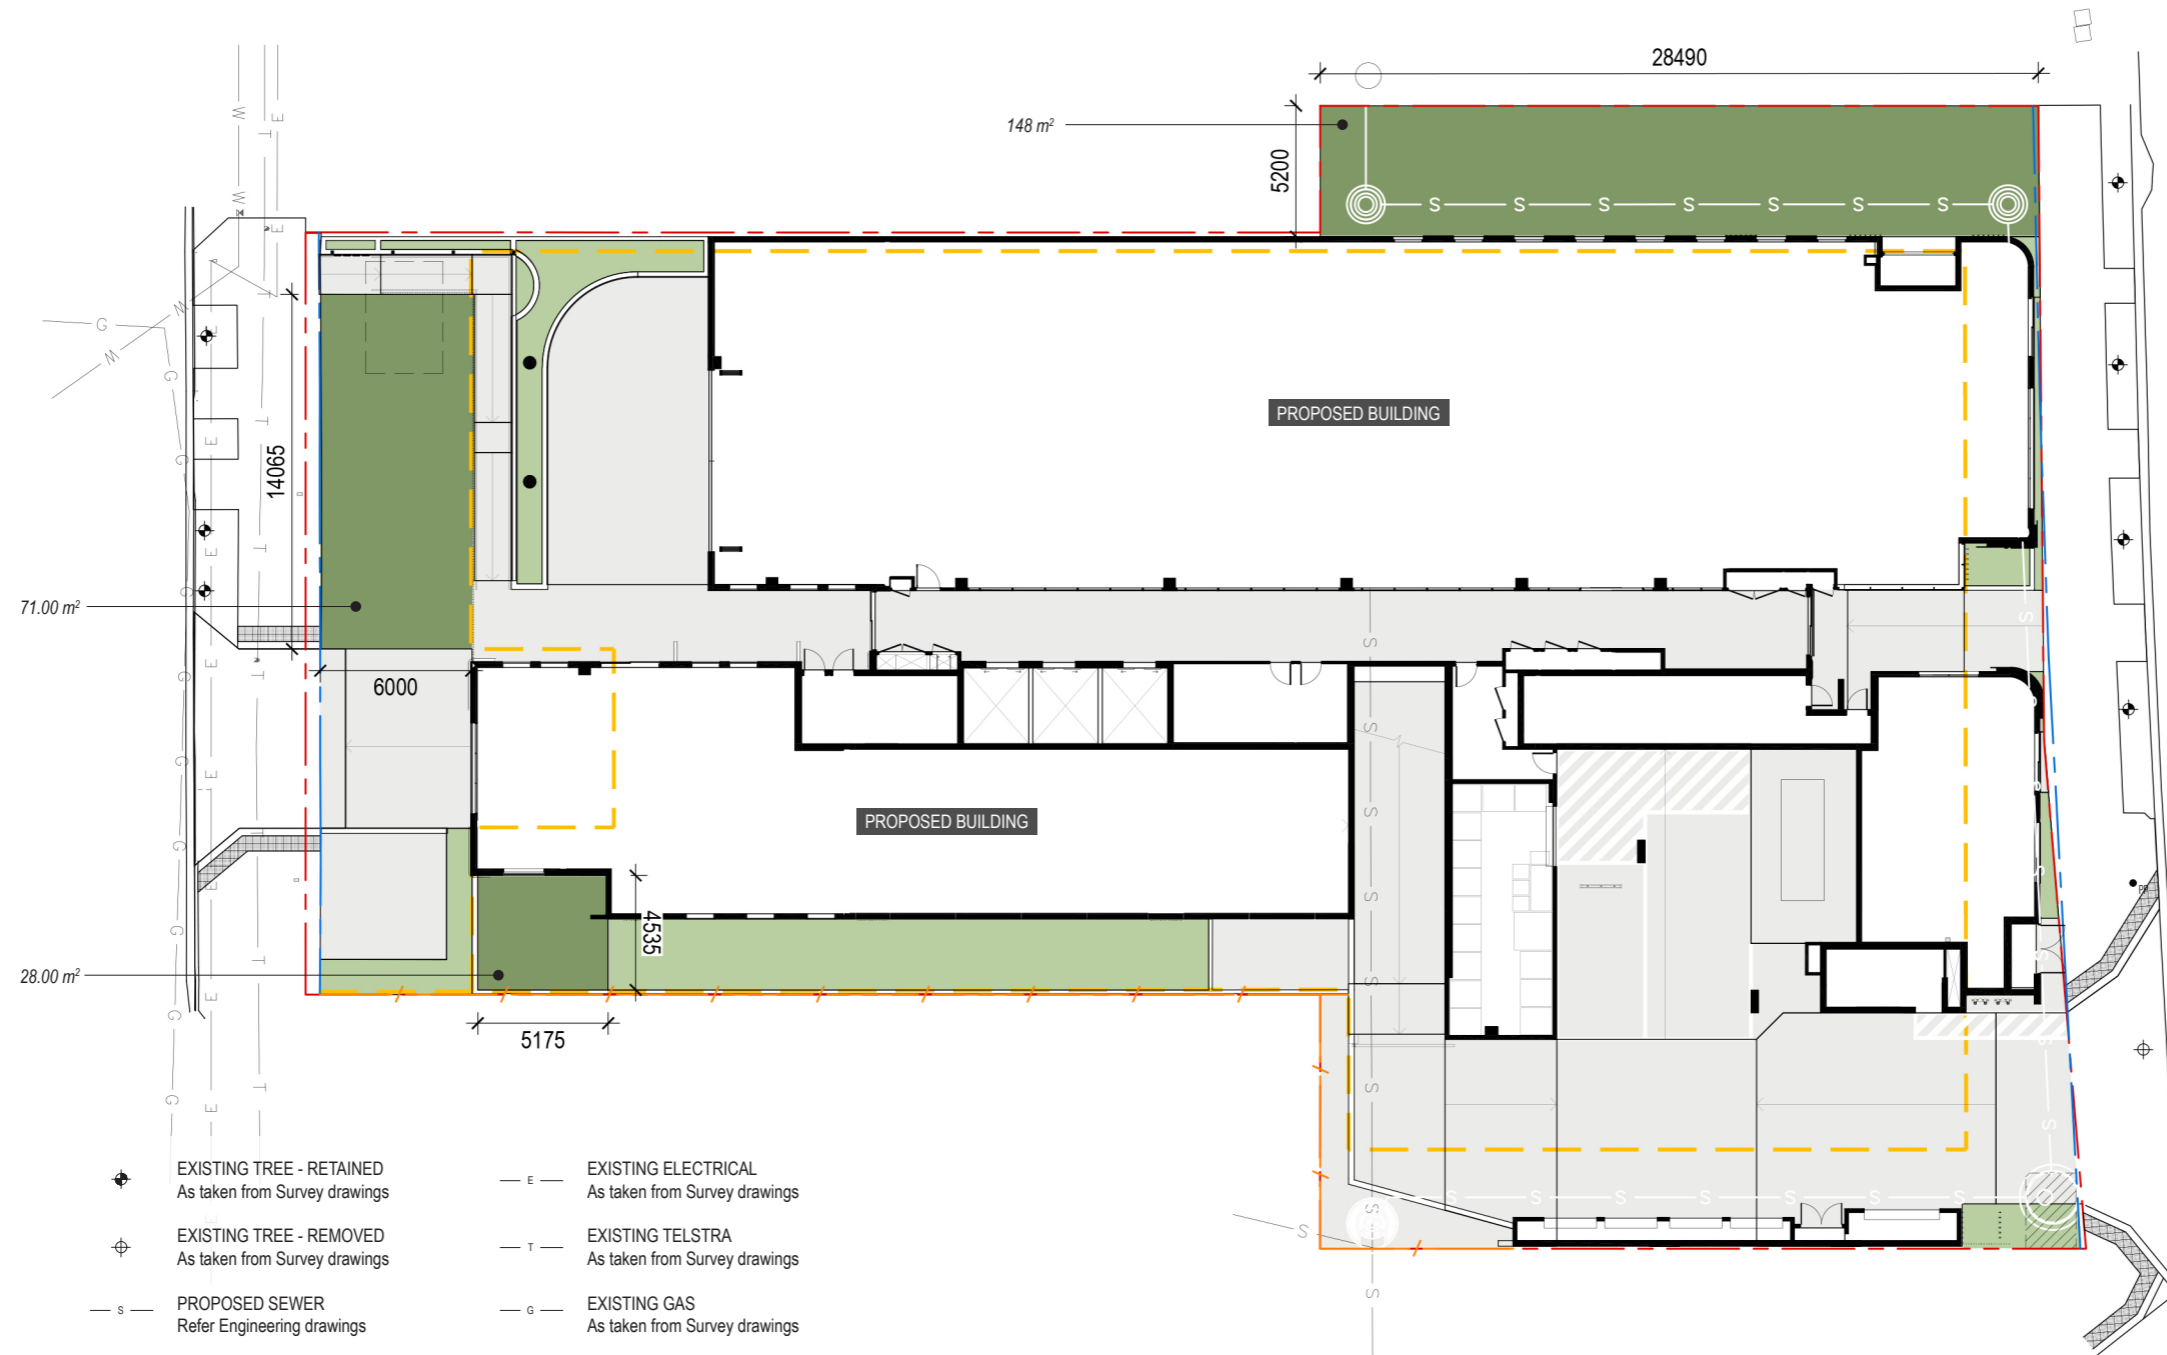 28490
148 m²
5200
PROPOSED BUILDING
14065
71.00 m²
6000
PROPOSED BUILDING
4535
28.00 m²
5175
EXISTING TREE - RETAINED
As taken from Survey drawings
EXISTING TREE - REMOVED
As taken from Survey drawings
S
PROPOSED SEWER
Refer Engineering drawings
E
EXISTING ELECTRICAL
As taken from Survey drawings
T
EXISTING TELSTRA
As taken from Survey drawings
G
EXISTING GAS
As taken from Survey drawings